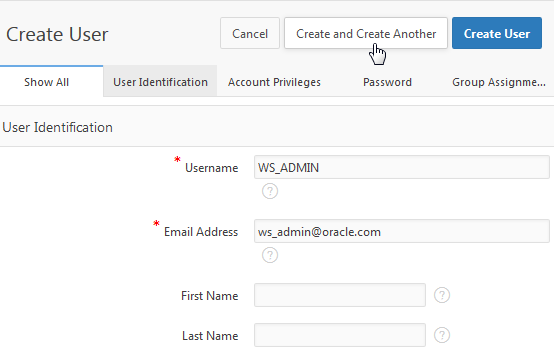 Create User
Cancel
Create and Create Another
Create User
Show All
User Identification
Account Privileges
Password
Group Assignme...
User Identification
* Username
WS_ADMIN
?
* Email Address
ws_admin@oracle.com
?
First Name
?
Last Name
?